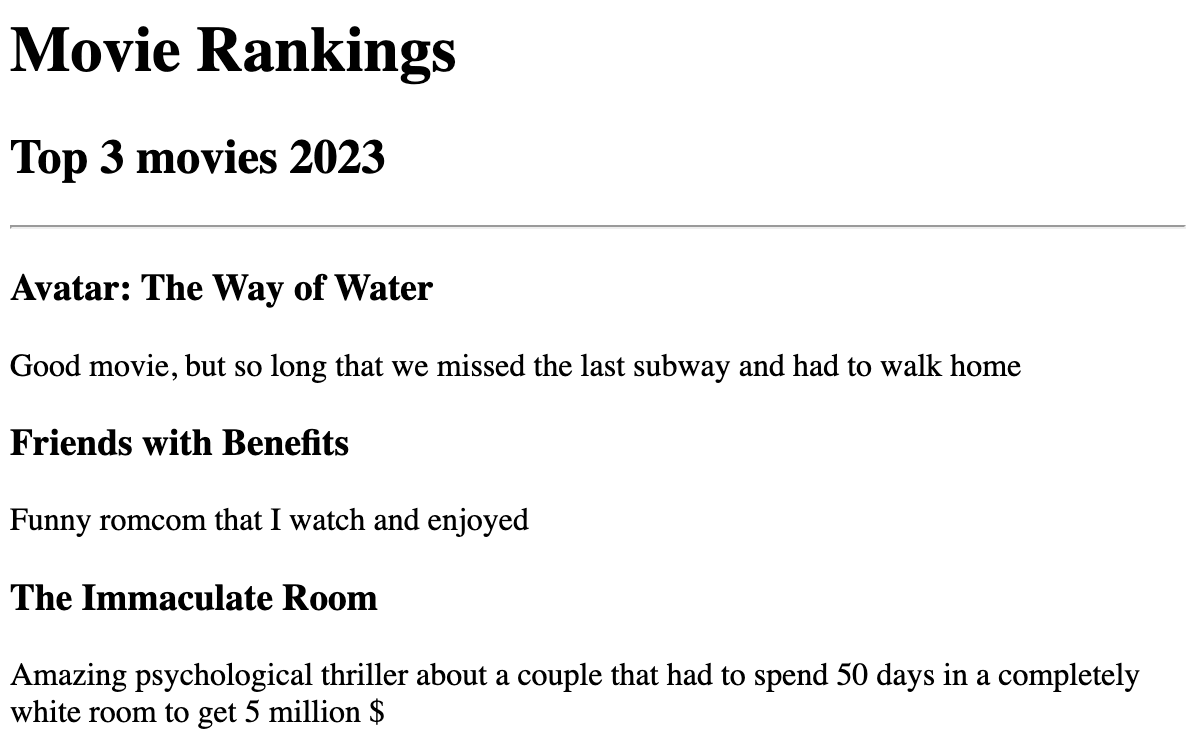 Movie Rankings
Top 3 movies 2023
Avatar: The Way of Water
Good movie, but so long that we missed the last subway and had to walk home
Friends with Benefits
Funny romcom that I watch and enjoyed
The Immaculate Room
Amazing psychological thriller about a couple that had to spend 50 days in a completely
white room to get 5 million $